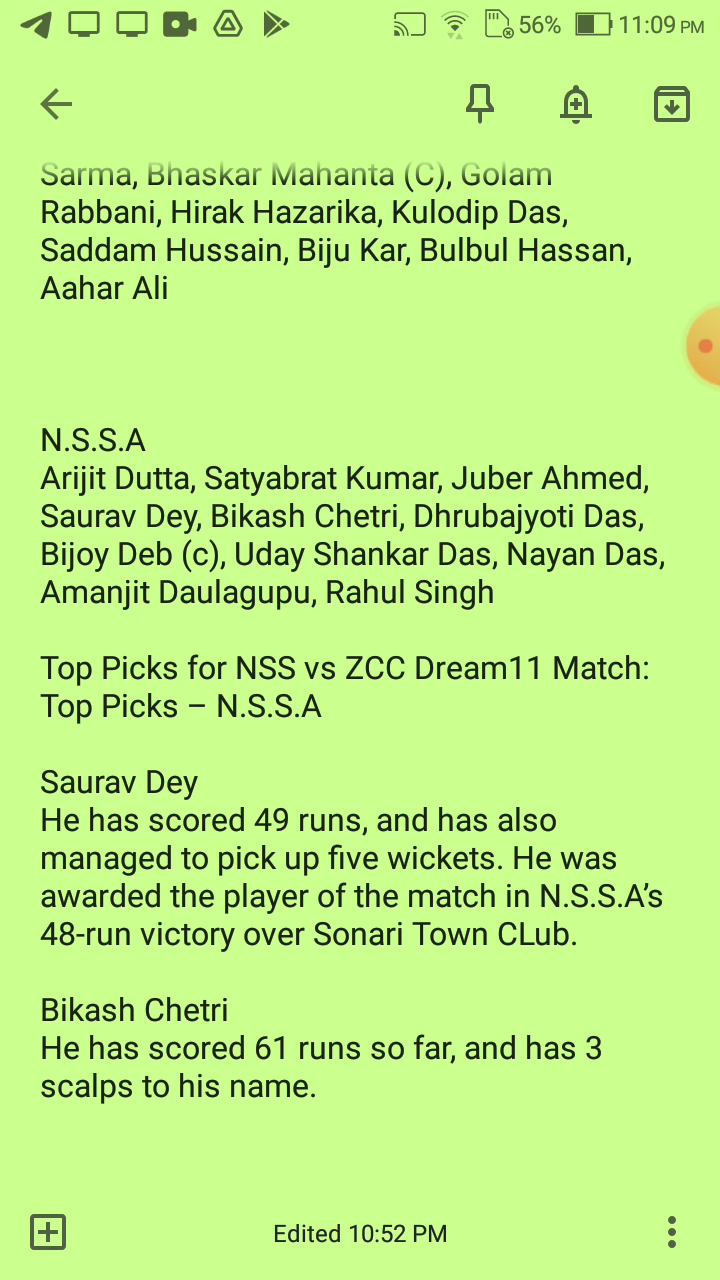 56% 11:09 PM
Sarma, Bhaskar Mahanta (C), Golam
Rabbani, Hirak Hazarika, Kulodip Das,
Saddam Hussain, Biju Kar, Bulbul Hassan,
Aahar Ali
N.S.S.A
Arijit Dutta, Satyabrat Kumar, Juber Ahmed,
Saurav Dey, Bikash Chetri, Dhrubajyoti Das,
Bijoy Deb (c), Uday Shankar Das, Nayan Das,
Amanjit Daulagupu, Rahul Singh
Top Picks for NSS vs ZCC Dream11 Match:
Top Picks – N.S.S.A
Saurav Dey
He has scored 49 runs, and has also
managed to pick up five wickets. He was
awarded the player of the match in N.S.S.A’s
48-run victory over Sonari Town CLub.
Bikash Chetri
He has scored 61 runs so far, and has 3
scalps to his name.
Edited 10:52 PM